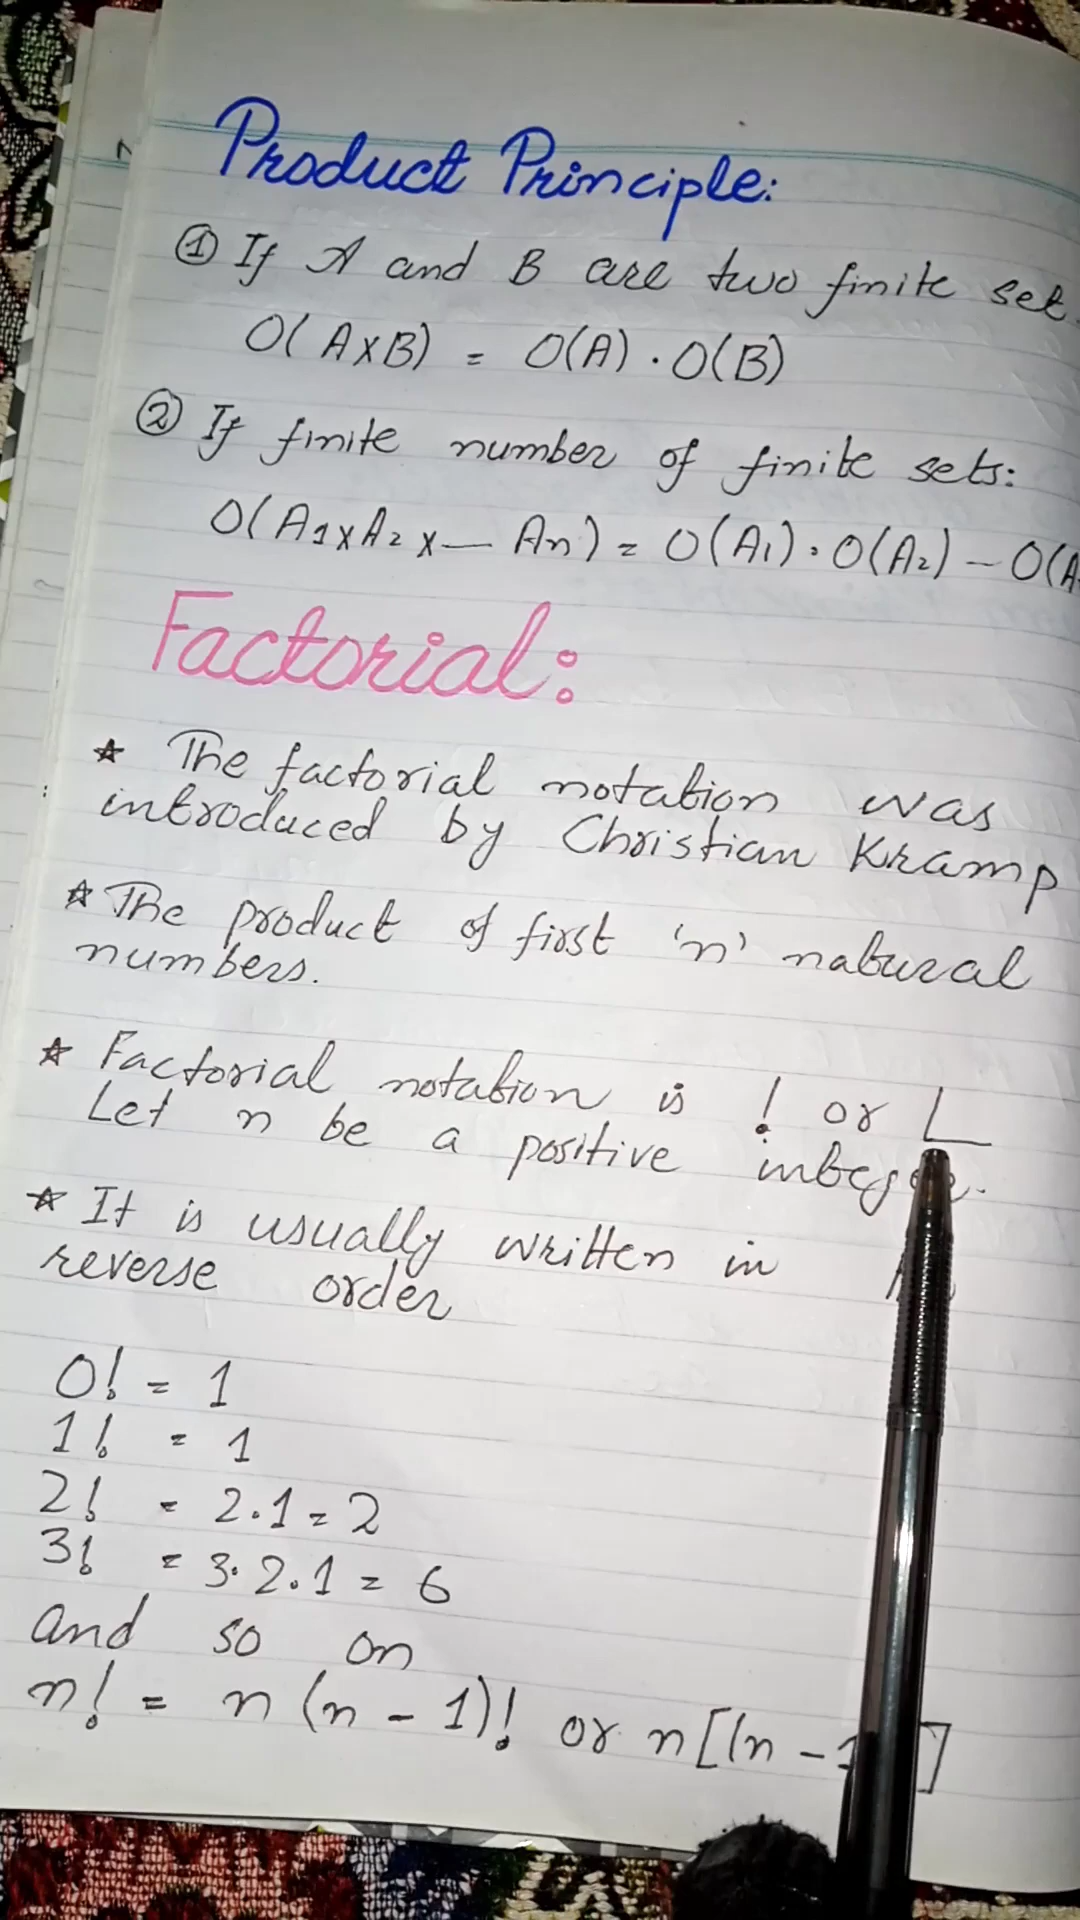 Product Principle:
① If A and B are two finite set.
O(A×B) = O(A) . O(B)
② If finite number of finite sets:
O(A1×A2×— An) = O(A1) . O(A2) – O(A
Factorial:
* The factorial notation was
introduced by Christian Kramp
* The product of first 'n' natural
numbers.
* Factorial notation is ! or L
Let n be a positive
* It is usually written in
reverse order
0! = 1
1! = 1
2! = 2.1 = 2
3! = 3.2.1 = 6
and so on
n! = n (n - 1)! or n[(n -